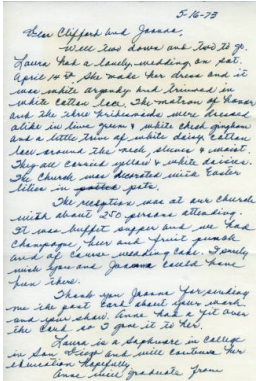 5-16-73
Dear Clifford and Joanna,
Well two down and two to go.
Laura had a lovely wedding on Sat.
April 14th. She made her dress and it
was white organdy and trimmed in
white cotton lace. The matron of honor
and the three bridesmaids were dressed
alike in lime green & white check gingham
and a little trim of white daisy cotton
lace around the neck, sleeves & waist.
They all carried yellow & white daisies.
The Church was decorated with Easter
lilies in potted pots.
The reception was at our church
with about 250 persons attending.
It was buffet supper and we had
champagne, beer and fruit punch
and of course wedding cake. I surely
wish you and Joanna could have
been there.
Thank you Joanna for sending
me the post card about your work
and your show. Anne had a fit over
the card so I gave it to her.
Laura is a sophmore in college
in San Diego and will continue her
education hopefully.
Anne will graduate from